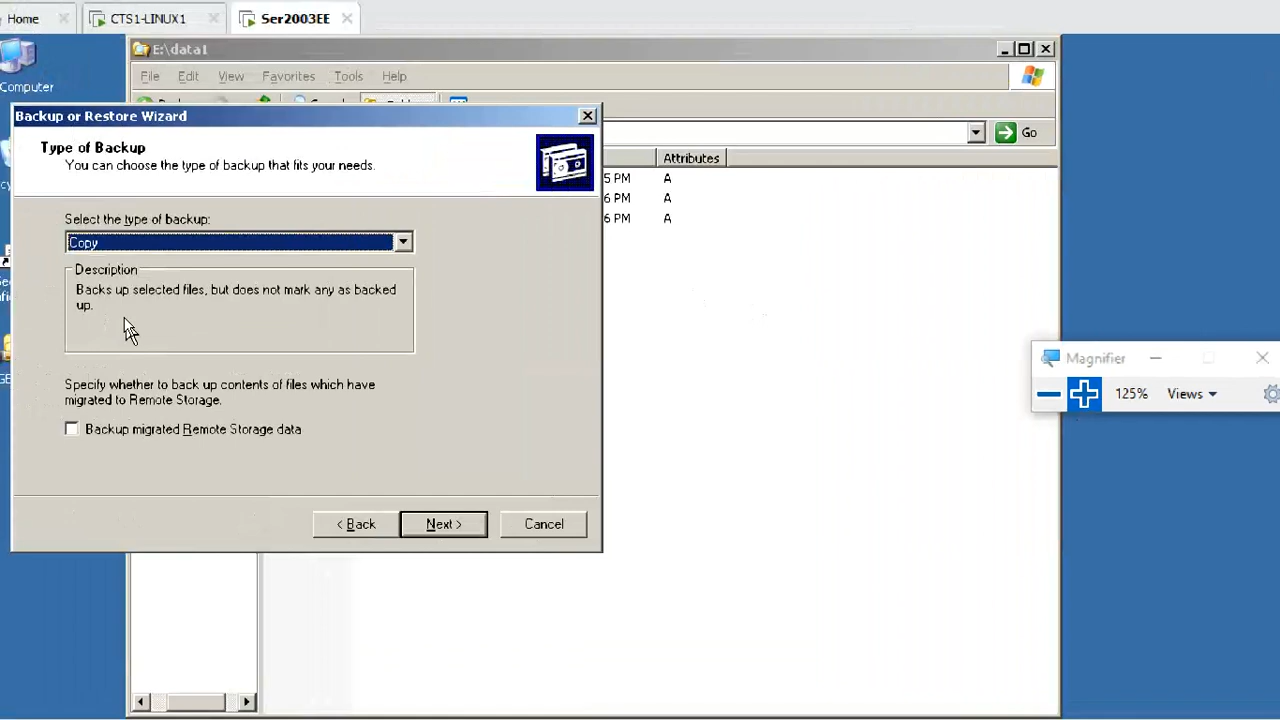 Home
CTS1-LINUX1
Ser2003EE
Computer
E:\data1
File Edit View Favorites Tools Help
Backup or Restore Wizard
Type of Backup
You can choose the type of backup that fits your needs.
Go
Attributes
5 PM A
6 PM A
6 PM A
Select the type of backup:
Copy
Description
Backs up selected files, but does not mark any as backed
up.
Specify whether to back up contents of files which have
migrated to Remote Storage.
Backup migrated Remote Storage data
< Back Next > Cancel
Magnifier
125% Views